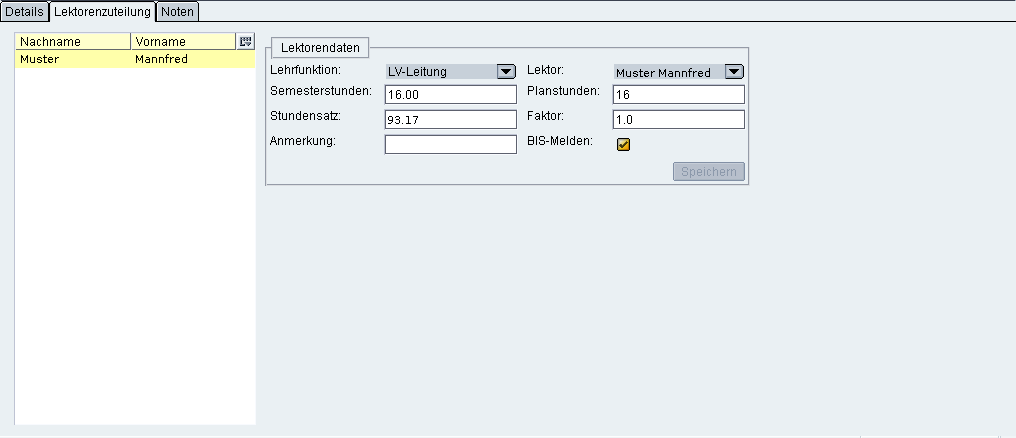 Details Lektorenzuteilung Noten
Nachname Vorname
Muster Mannfred
Lektorendaten
Lehrfunktion: LV-Leitung Lektor: Muster Mannfred
Semesterstunden: 16.00 Planstunden: 16
Stundensatz: 93.17 Faktor: 1.0
Anmerkung: BIS-Melden:
Speichern